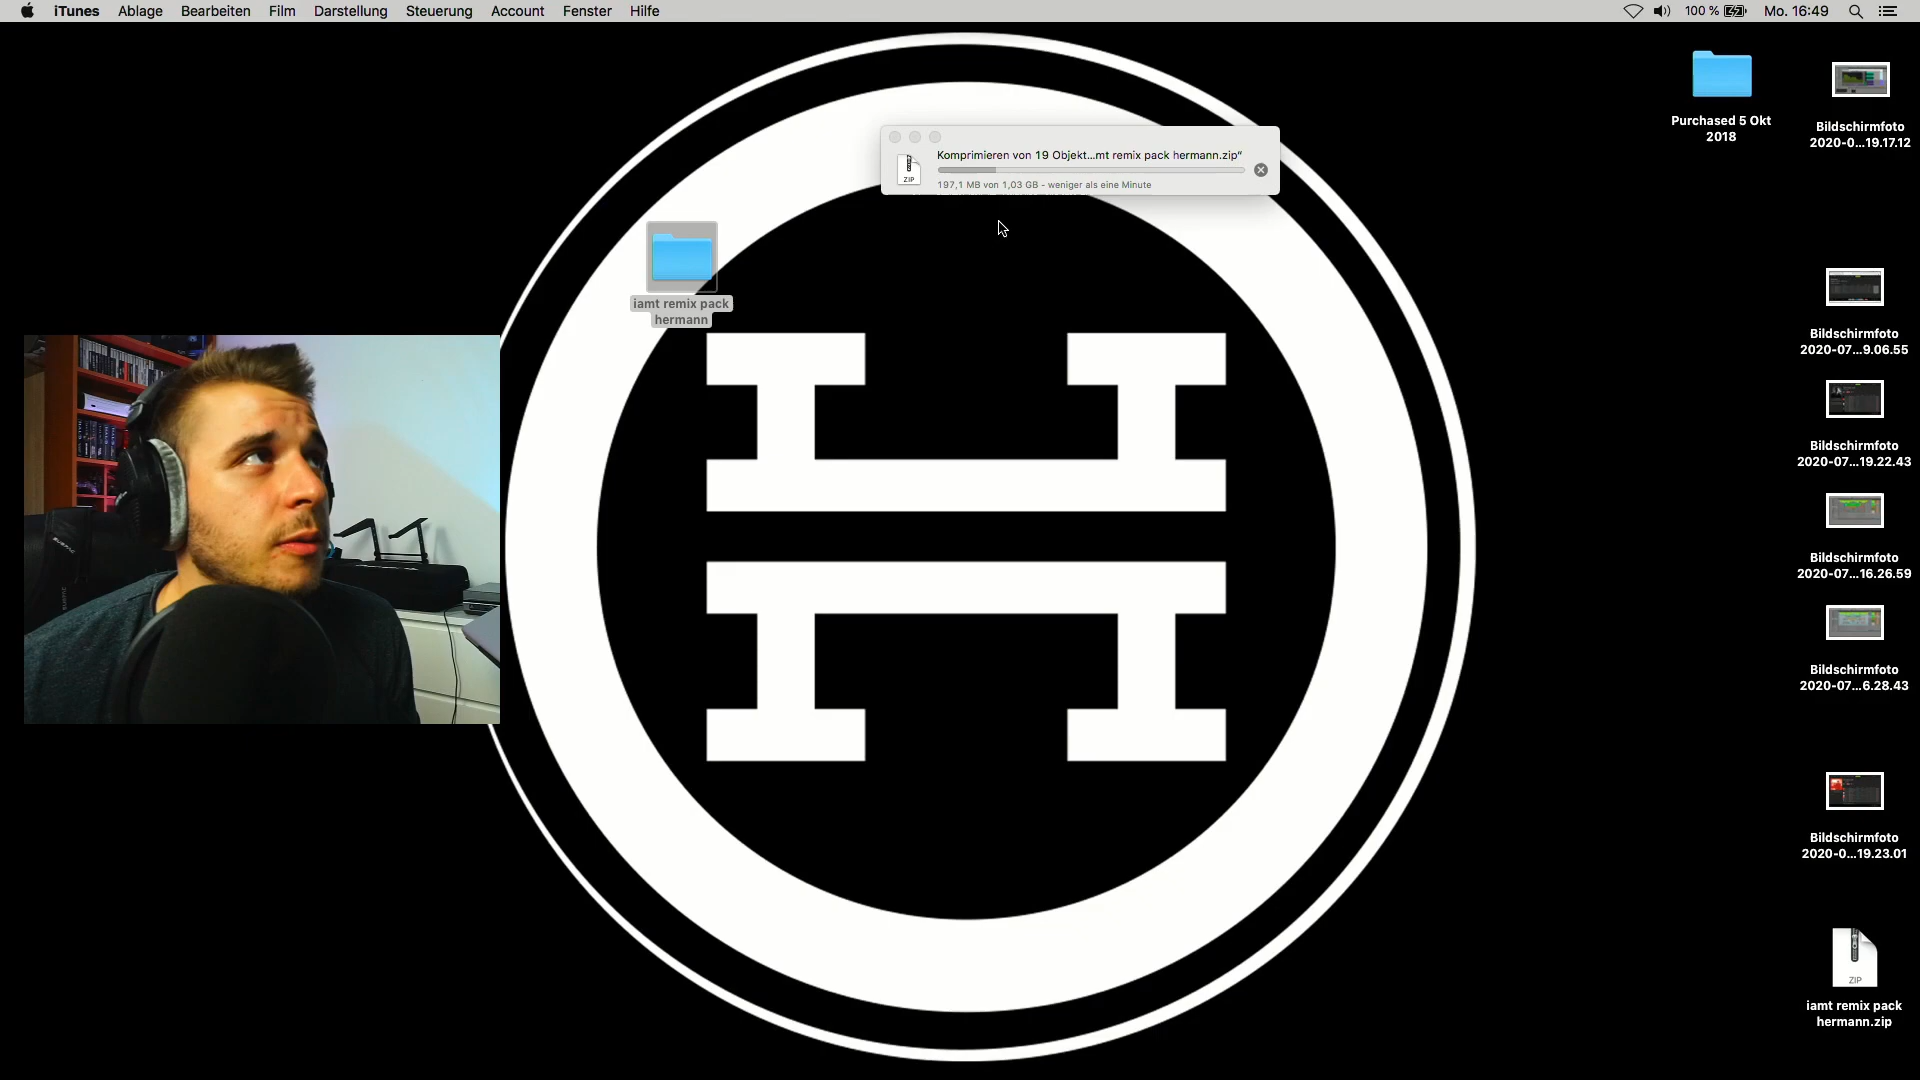 iTunes Ablage Bearbeiten Film Darstellung Steuerung Account Fenster Hilfe 100 % Mo. 16:49
Komprimieren von 19 Objekt...mt remix pack hermann.zip“
197,1 MB von 1,03 GB - weniger als eine Minute
ZIP
iamt remix pack
hermann
Purchased 5 Okt
2018
Bildschirmfoto
2020-0...19.17.12
Bildschirmfoto
2020-07...9.06.55
Bildschirmfoto
2020-07...19.22.43
Bildschirmfoto
2020-07...16.26.59
Bildschirmfoto
2020-07...6.28.43
Bildschirmfoto
2020-0...19.23.01
ZIP
iamt remix pack
hermann.zip